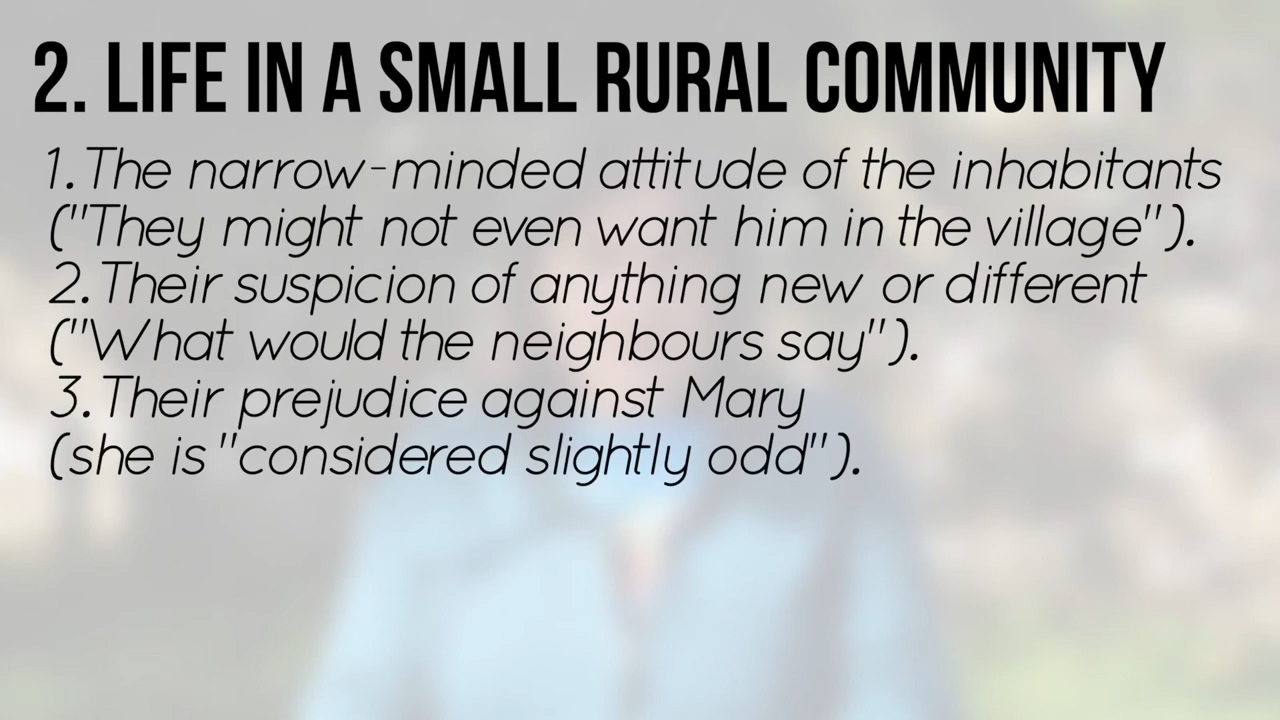 2. LIFE IN A SMALL RURAL COMMUNITY
1. The narrow-minded attitude of the inhabitants
("They might not even want him in the village").
2. Their suspicion of anything new or different
("What would the neighbours say").
3. Their prejudice against Mary
(she is "considered slightly odd").